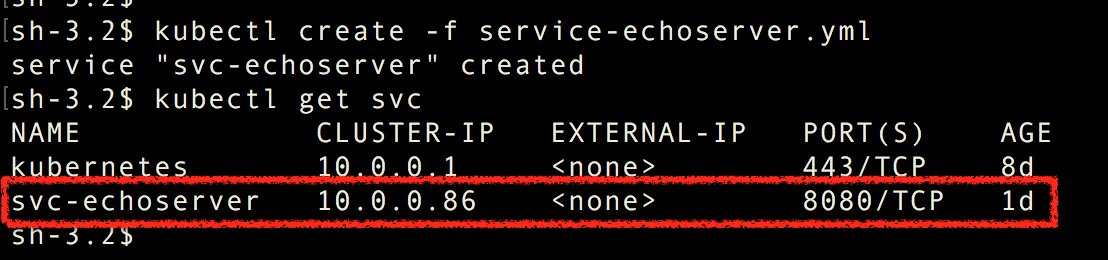 sh-3.2$ kubectl create -f service-echoserver.yml
service "svc-echoserver" created
sh-3.2$ kubectl get svc
NAME CLUSTER-IP EXTERNAL-IP PORT(S) AGE
kubernetes 10.0.0.1 <none> 443/TCP 8d
svc-echoserver 10.0.0.86 <none> 8080/TCP 1d
sh-3.2$